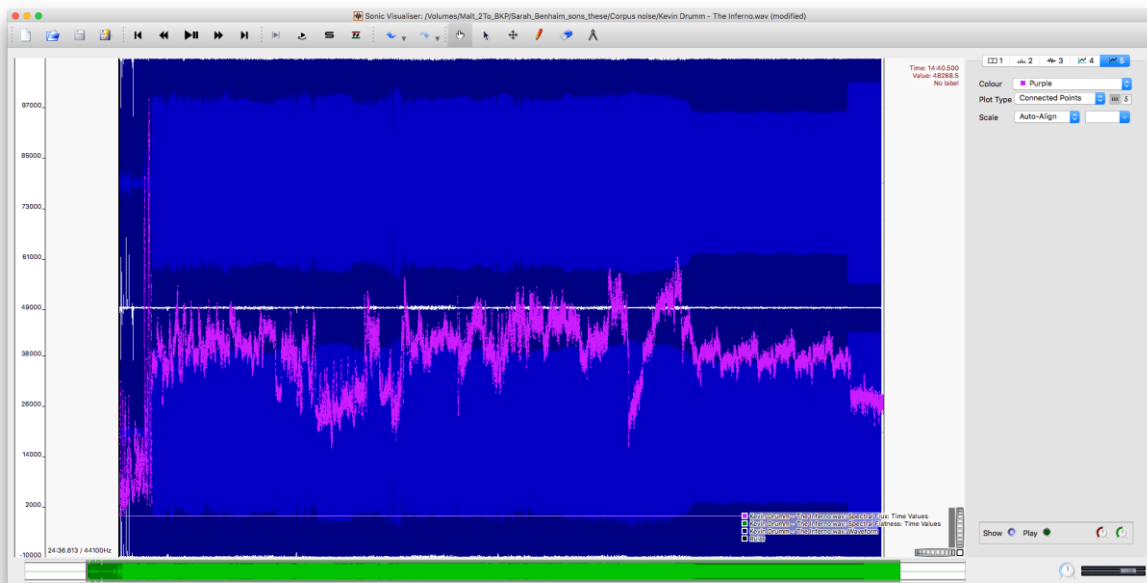 Sonic Visualiser: /Volumes/Malt_2To_BKP/Sarah_Benhaim_sons_these/Corpus noise/Kevin Drumm - The Inferno.wav (modified)
Time: 14:40.500
Value: 48268.5
No label
1 2 3 4 5
Colour Purple
Plot Type Connected Points
Scale Auto-Align
97000
85000
73000
61000
49000
38000
26000
14000
2000
-10000
24:36.613 / 44100Hz
Kevin Drumm - The Inferno.wav: Spectral Flux: Time Values
Kevin Drumm - The Inferno.wav: Spectral Flatness: Time Values
Kevin Drumm - The Inferno.wav: Waveform
Ruler
Show Play